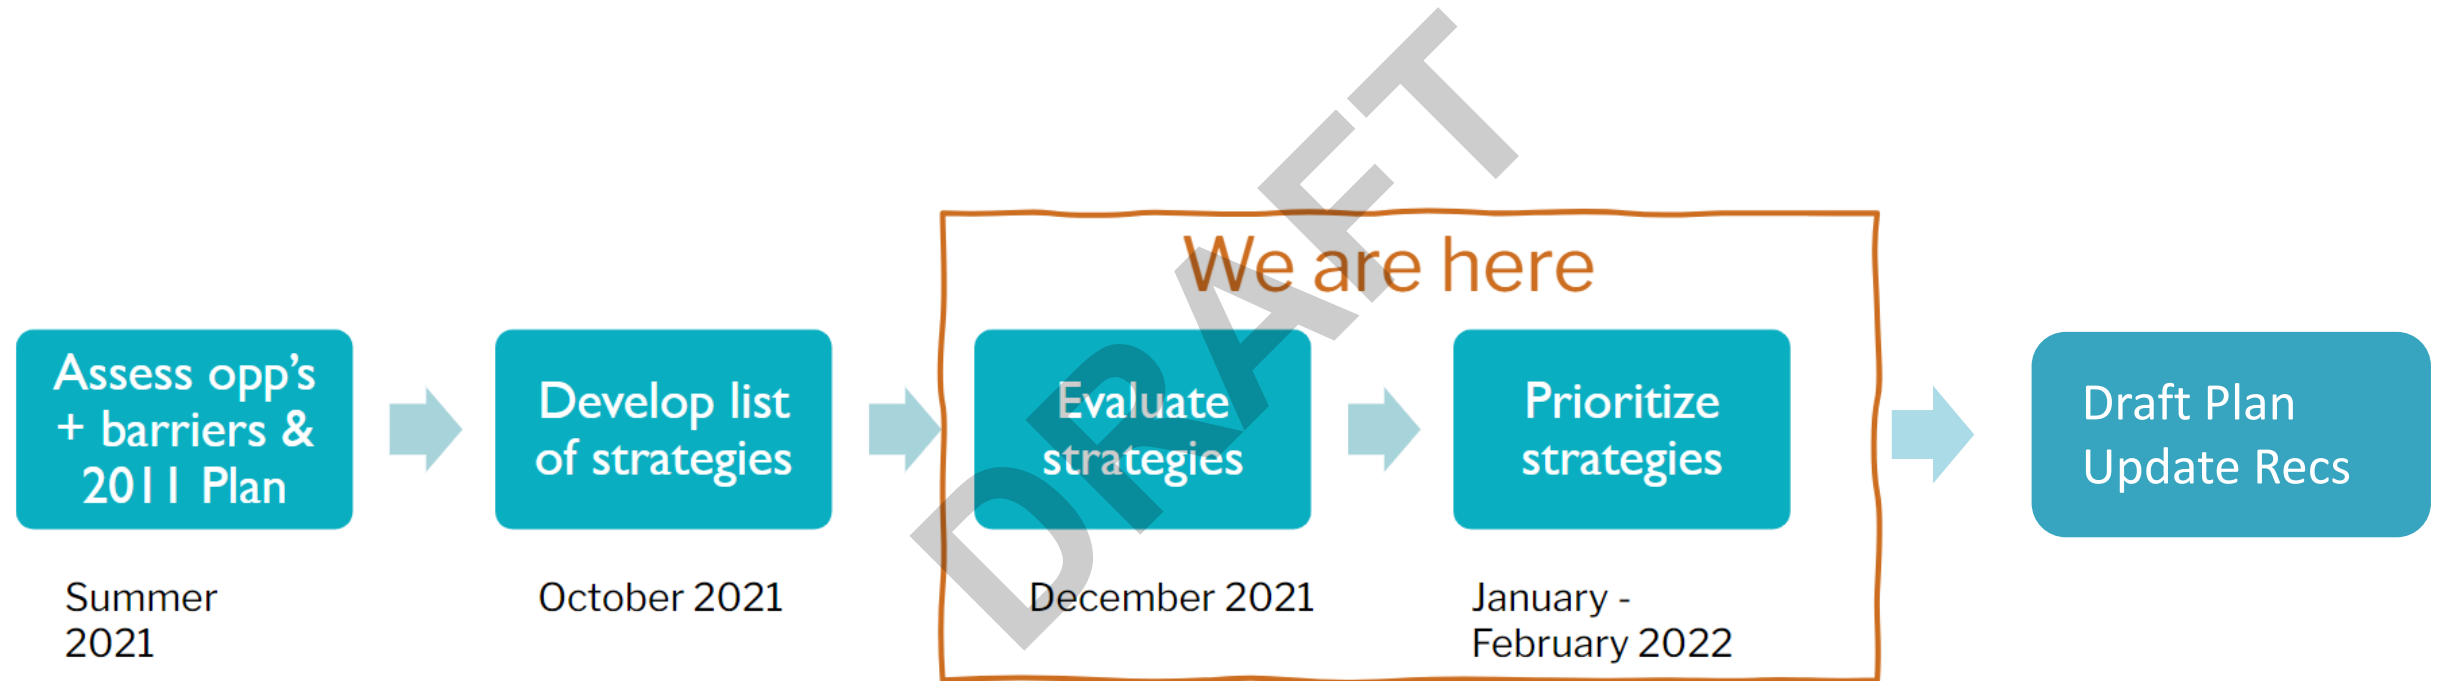 DRAFT
We are here
Assess opp's
+ barriers &
2011 Plan
Develop list
of strategies
Evaluate
strategies
Prioritize
strategies
Draft Plan
Update Recs
Summer
2021
October 2021
December 2021
January -
February 2022